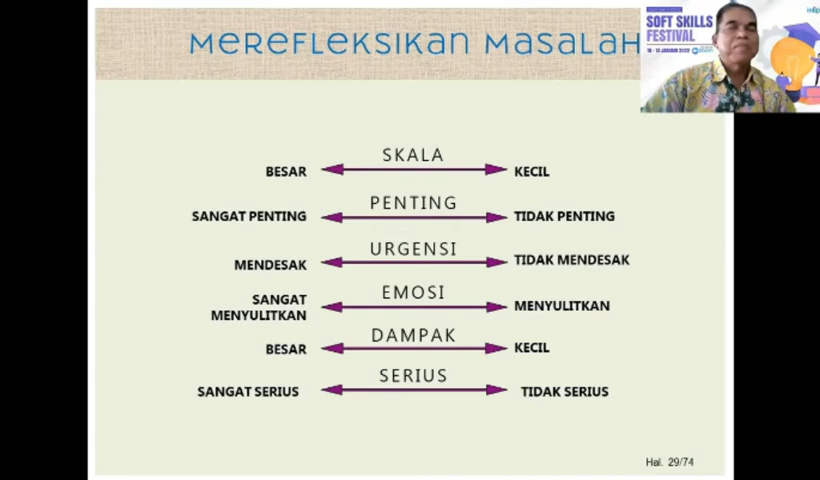 MEREFLEKSIKAN MASALAH
SOFT SKILLS
FESTIVAL
SKALA
BESAR
KECIL
PENTING
SANGAT PENTING
TIDAK PENTING
URGENSI
MENDESAK
TIDAK MENDESAK
EMOSI
SANGAT
MENYULITKAN
MENYULITKAN
DAMPAK
BESAR
KECIL
SERIUS
SANGAT SERIUS
TIDAK SERIUS
Hal. 29/74